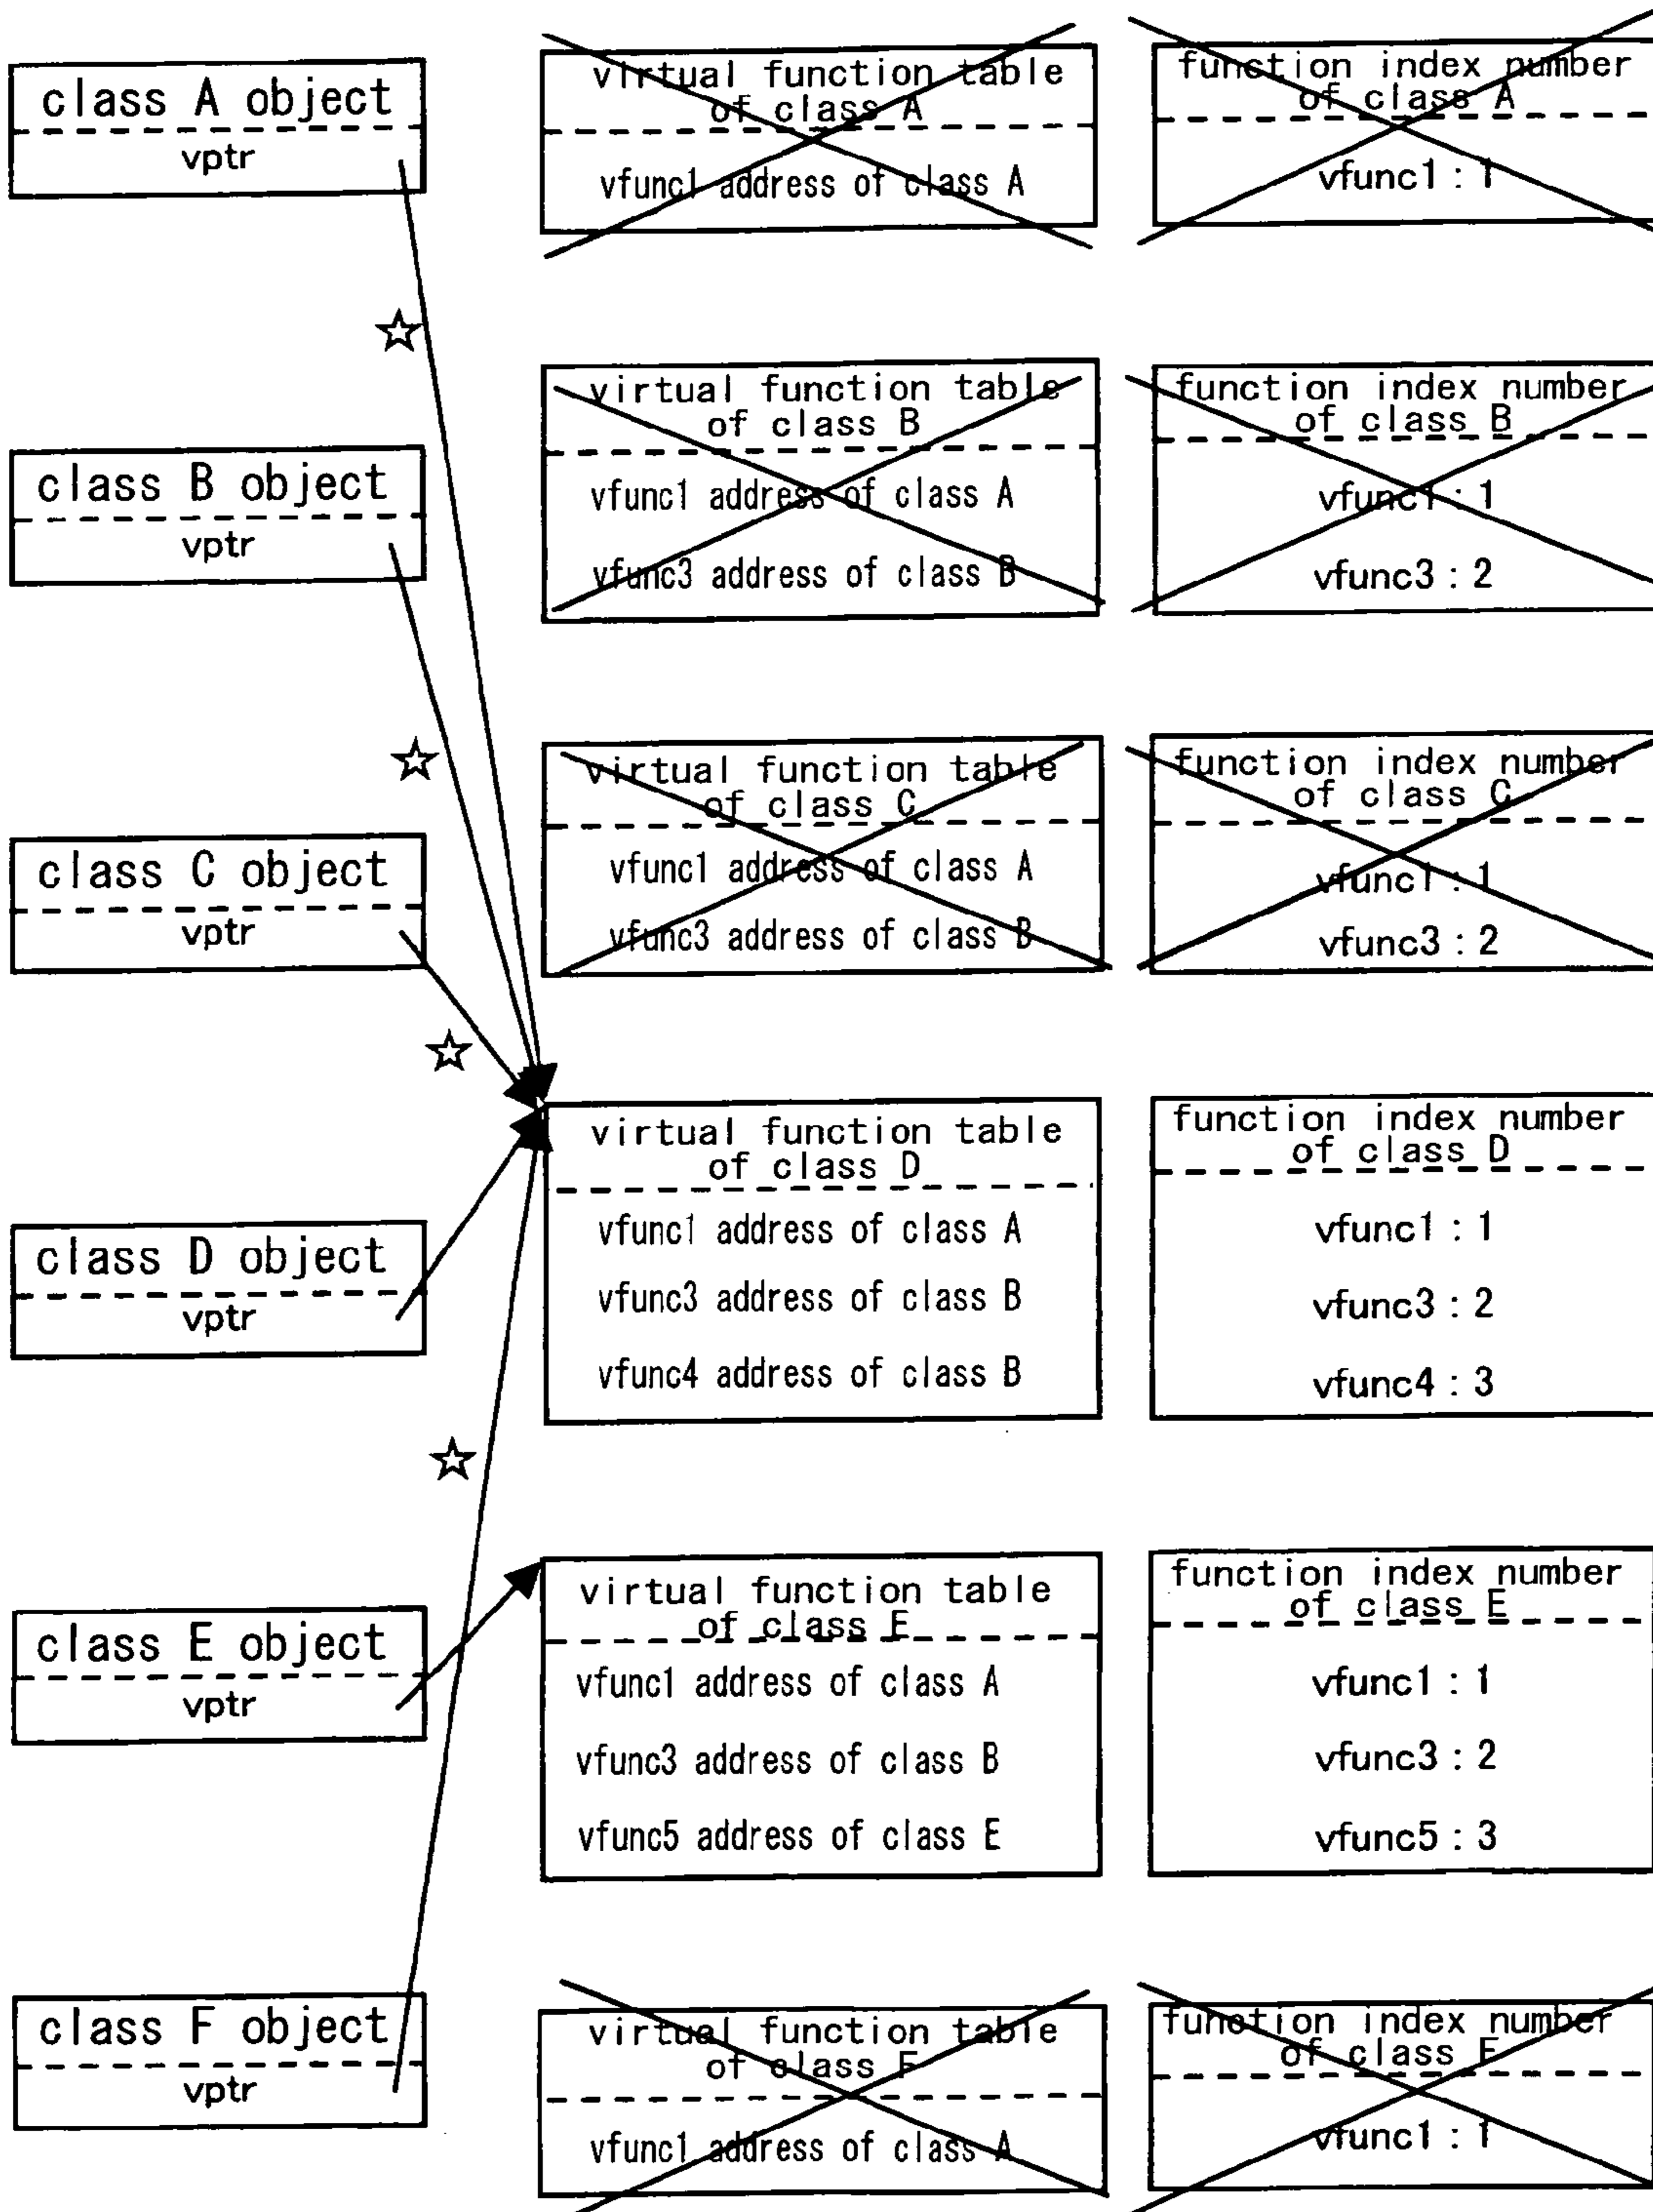 class A object
vptr
virtual function table
of class A
vfunc1 address of class A
function index number
of class A
vfunc1 : 1
class B object
vptr
virtual function table
of class B
vfunc1 address of class A
vfunc3 address of class B
function index number
of class B
vfunc1 : 1
vfunc3 : 2
class C object
vptr
virtual function table
of class C
vfunc1 address of class A
vfunc3 address of class B
function index number
of class C
vfunc1 : 1
vfunc3 : 2
class D object
vptr
virtual function table
of class D
vfunc1 address of class A
vfunc3 address of class B
vfunc4 address of class B
function index number
of class D
vfunc1 : 1
vfunc3 : 2
vfunc4 : 3
class E object
vptr
virtual function table
of class E
vfunc1 address of class A
vfunc3 address of class B
vfunc5 address of class E
function index number
of class E
vfunc1 : 1
vfunc3 : 2
vfunc5 : 3
class F object
vptr
virtual function table
of class F
vfunc1 address of class A
function index number
of class F
vfunc1 : 1